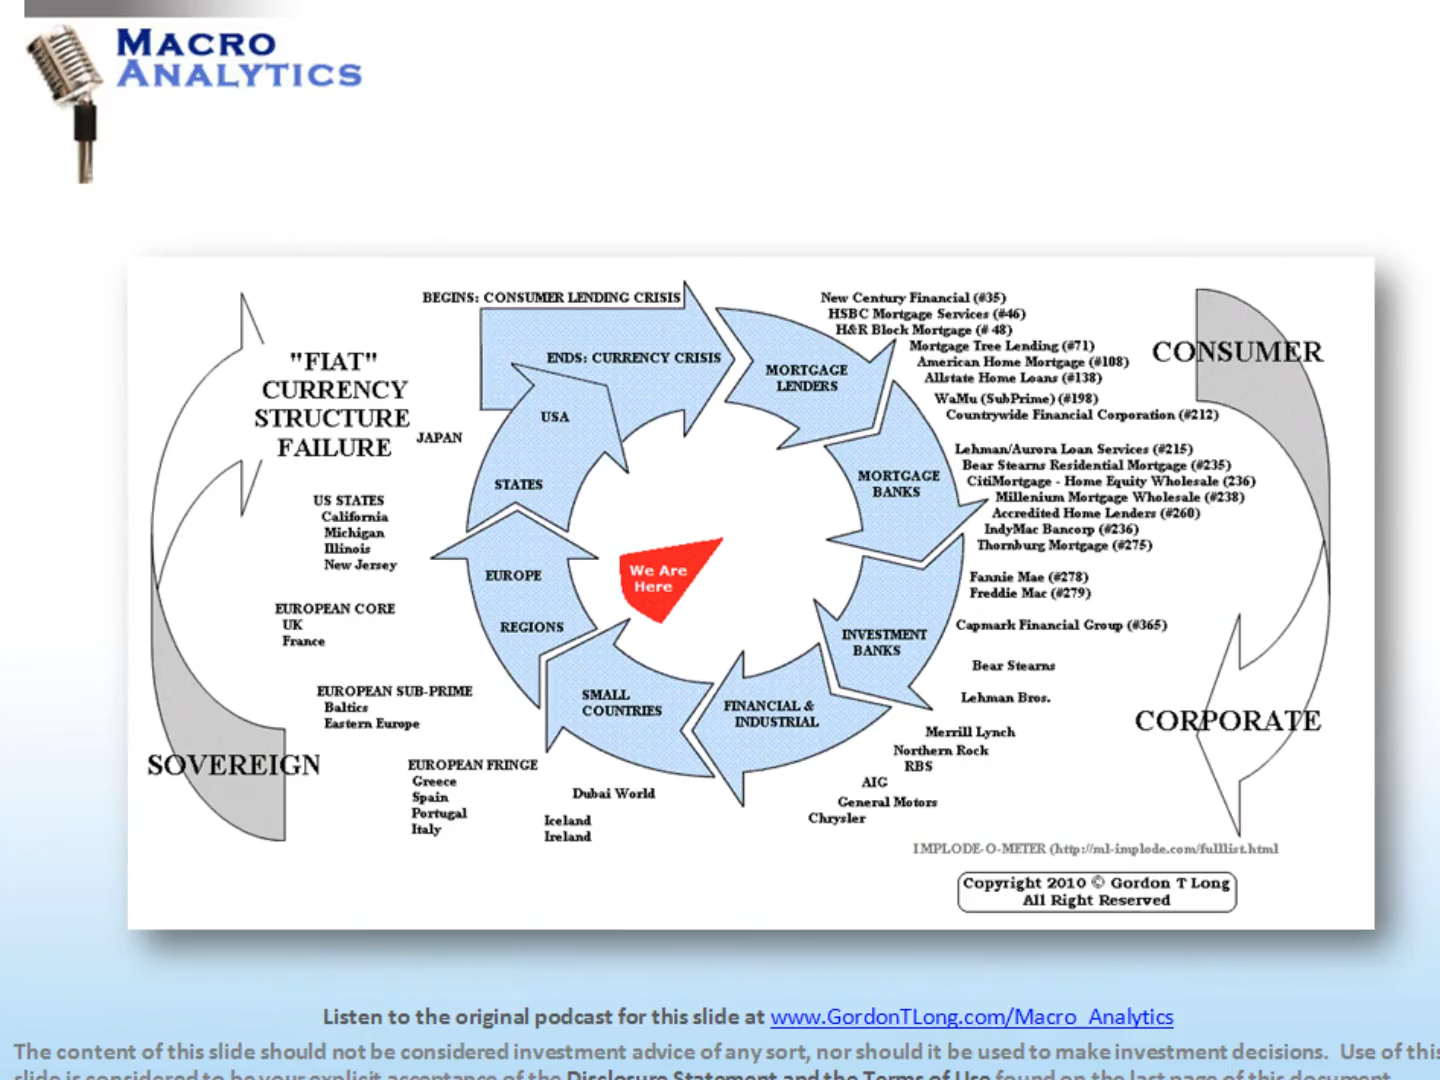 MACRO
ANALYTICS
BEGINS: CONSUMER LENDING CRISIS
ENDS: CURRENCY CRISIS
"FIAT"
CURRENCY
STRUCTURE
FAILURE
JAPAN
USA
STATES
US STATES
California
Michigan
Illinois
New Jersey
EUROPE
REGIONS
EUROPEAN CORE
UK
France
EUROPEAN SUB-PRIME
Baltics
Eastern Europe
SOVEREIGN
EUROPEAN FRINGE
Greece
Spain
Portugal
Italy
SMALL
COUNTRIES
Dubai World
Iceland
Ireland
We Are
Here
MORTGAGE
LENDERS
MORTGAGE
BANKS
INVESTMENT
BANKS
FINANCIAL &
INDUSTRIAL
New Century Financial (#35)
HSBC Mortgage Services (#46)
H&R Block Mortgage (# 48)
Mortgage Tree Lending (#71)
American Home Mortgage (#108)
Allstate Home Loans (#138)
WaMu (SubPrime) (#198)
Countrywide Financial Corporation (#212)
CONSUMER
Lehman/Aurora Loan Services (#215)
Bear Stearns Residential Mortgage (#235)
CitiMortgage - Home Equity Wholesale (236)
Millenium Mortgage Wholesale (#238)
Accredited Home Lenders (#260)
IndyMac Bancorp (#236)
Thornburg Mortgage (#275)
Fannie Mae (#278)
Freddie Mac (#279)
Capmark Financial Group (#365)
Bear Stearns
Lehman Bros.
CORPORATE
Merrill Lynch
Northern Rock
RBS
AIG
General Motors
Chrysler
IMPLODE-O-METER (http://ml-implode.com/fulllist.html
Copyright 2010 © Gordon T Long
All Right Reserved
Listen to the original podcast for this slide at www.GordonTLong.com/Macro_Analytics
The content of this slide should not be considered investment advice of any sort, nor should it be used to make investment decisions. Use of this
slide is considered to be your explicit acceptance of the Disclosure Statement and the Terms of Use found on the last page of this document.